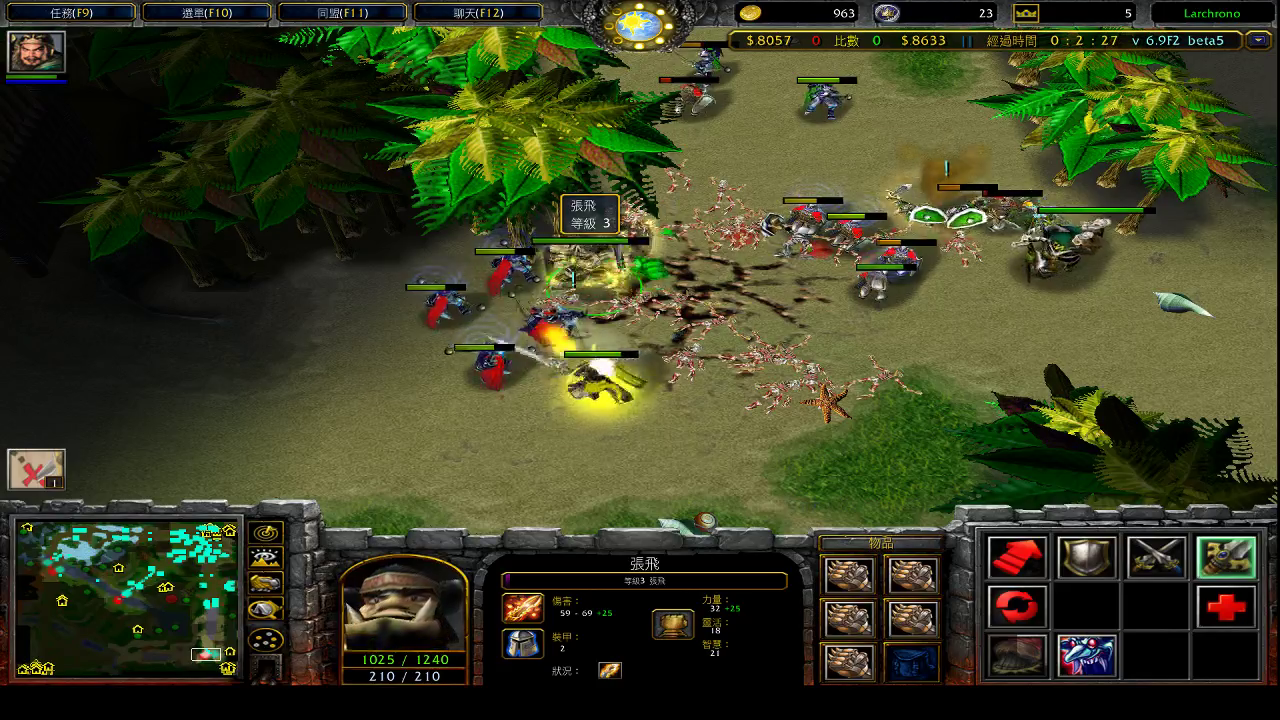 任務(F9) 選單(F10) 同盟(F11) 聊天(F12) 963 23 5 Larchrono
$8057 0 比數 0 $8633 經過時間 0 : 2 : 27 v 6.9F2 beta5
張飛
等級 3
1
張飛
等級3 張飛
傷害:
59 - 69 +25
裝甲:
2
狀況:
力量:
32 +25
靈活:
18
智慧:
21
1025 / 1240
210 / 210
物品